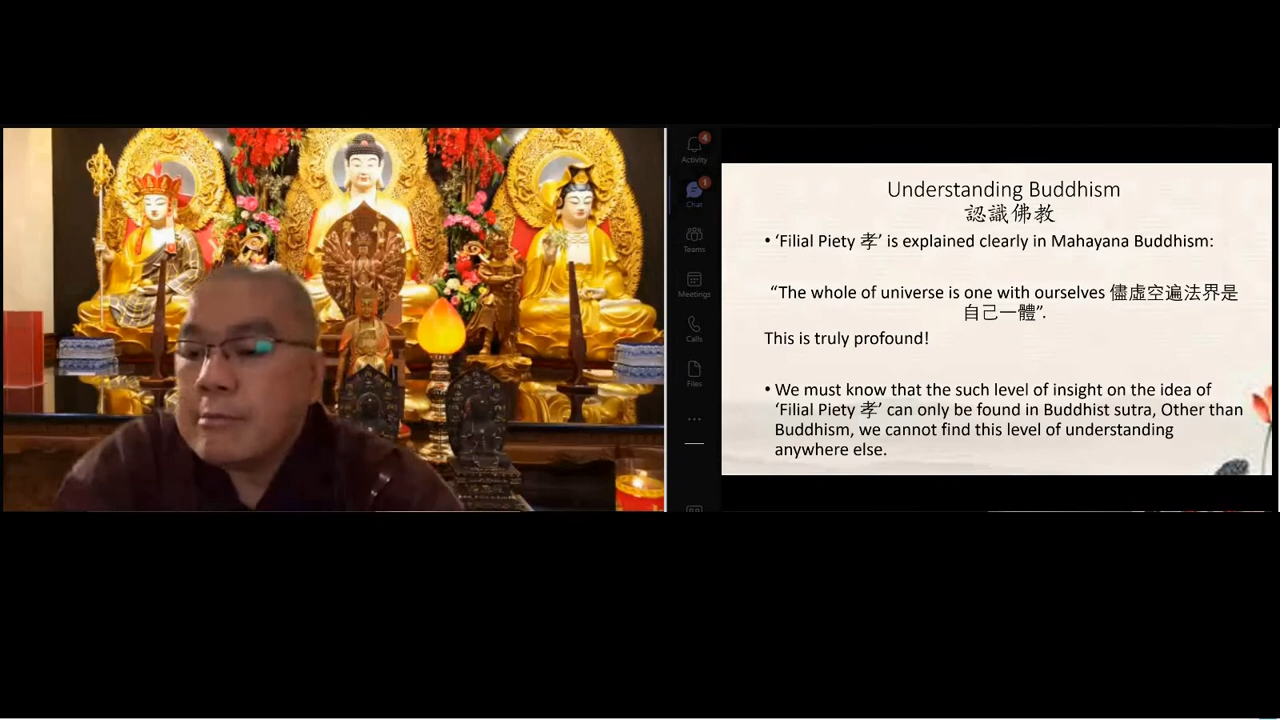 4
Activity
1
Chat
Teams
Meetings
Calls
Files
Understanding Buddhism
認識佛教
• ‘Filial Piety 孝’ is explained clearly in Mahayana Buddhism:
“The whole of universe is one with ourselves 儘虛空遍法界是
自己一體”.
This is truly profound!
• We must know that the such level of insight on the idea of
‘Filial Piety 孝’ can only be found in Buddhist sutra, Other than
Buddhism, we cannot find this level of understanding
anywhere else.